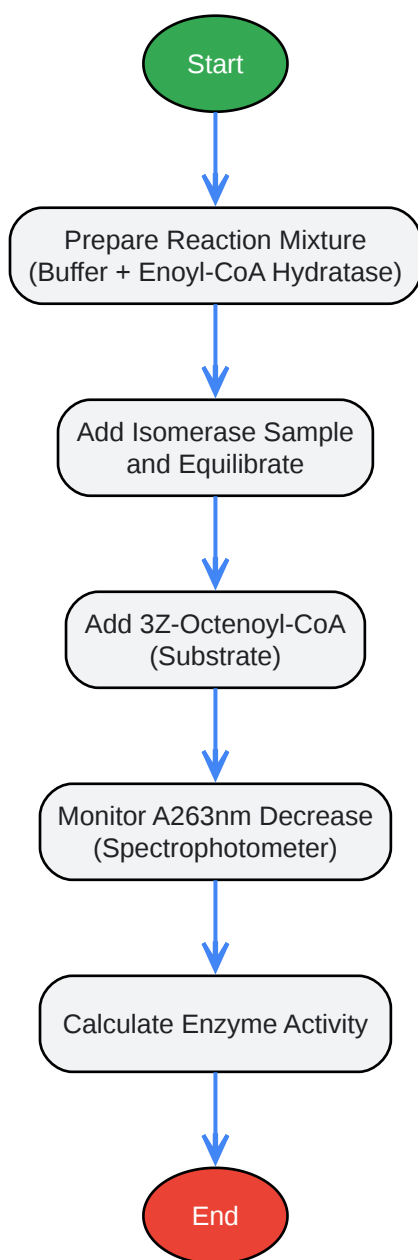 Start
Prepare Reaction Mixture
(Buffer + Enoyl-CoA Hydratase)
Add Isomerase Sample
and Equilibrate
Add 3Z-Octenoyl-CoA
(Substrate)
Monitor A263nm Decrease
(Spectrophotometer)
Calculate Enzyme Activity
End